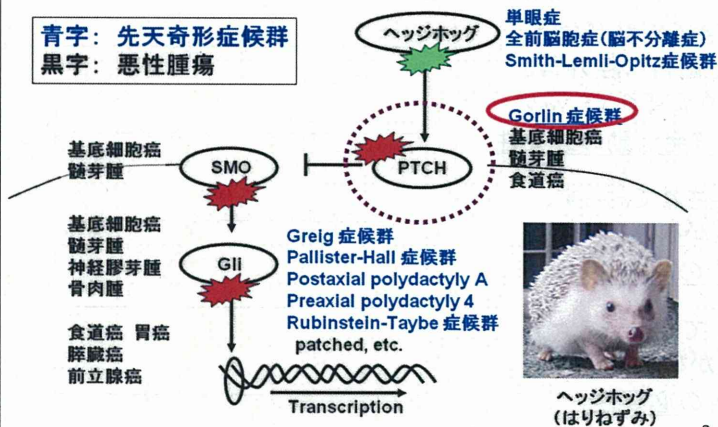 青字： 先天奇形症候群
黒字： 悪性腫瘍
ヘッジホッグ
単眼症
全前脳胞症（脳不分離症）
Smith-Lemli-Opitz症候群
Gorlin 症候群
基底細胞癌
髄芽腫
食道癌
PTCH
SMO
基底細胞癌
髄芽腫
Gli
基底細胞癌
髄芽腫
神経膠芽腫
骨肉腫
食道癌 胃癌
膵臓癌
前立腺癌
Greig 症候群
Pallister-Hall 症候群
Postaxial polydactyly A
Preaxial polydactyly 4
Rubinstein-Taybe 症候群
patched, etc.
Transcription
ヘッジホッグ
（はりねずみ）